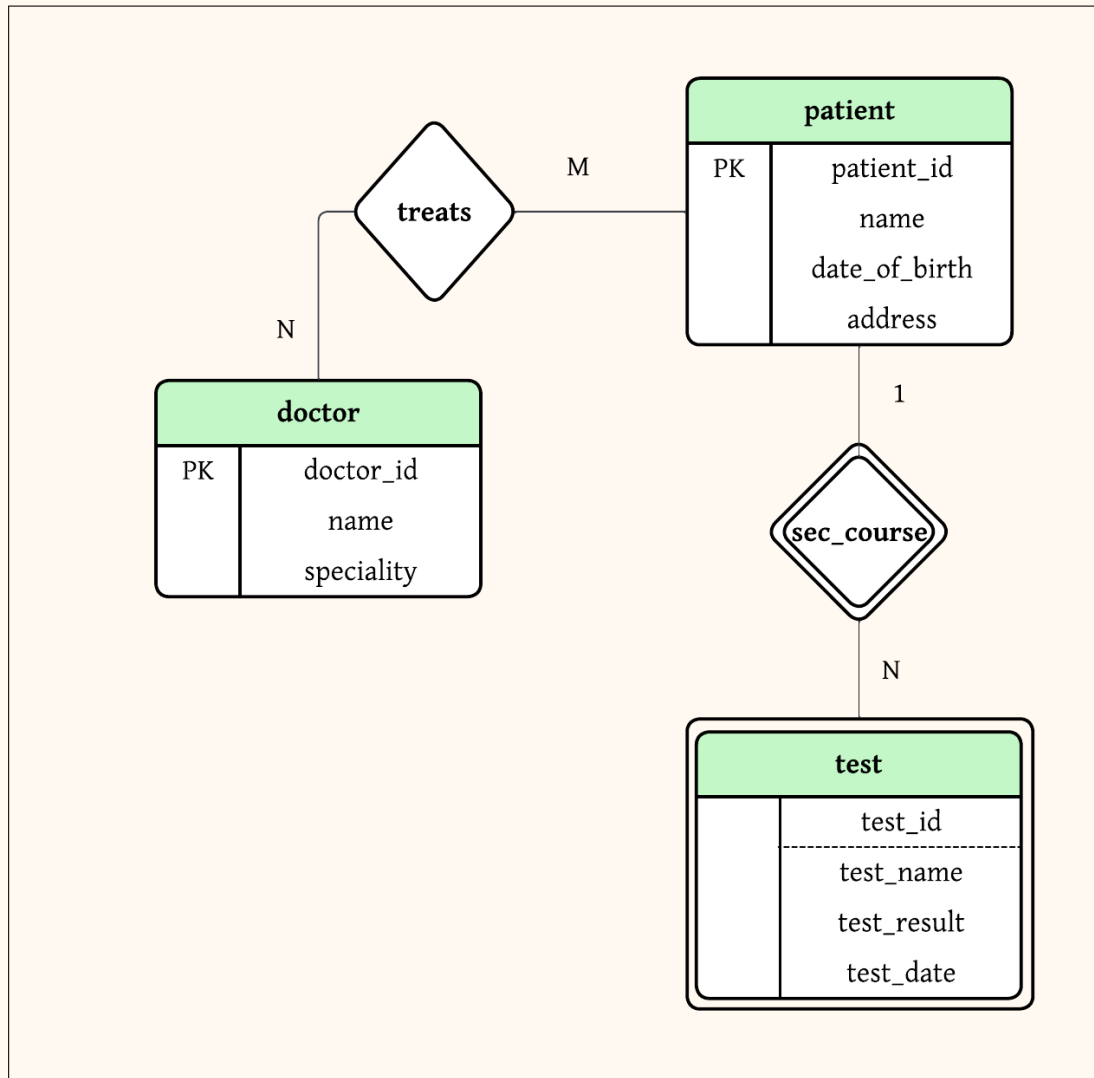 patient
PK patient_id
name
date_of_birth
address
treats
M
N
doctor
PK doctor_id
name
speciality
1
sec_course
N
test
test_id
test_name
test_result
test_date